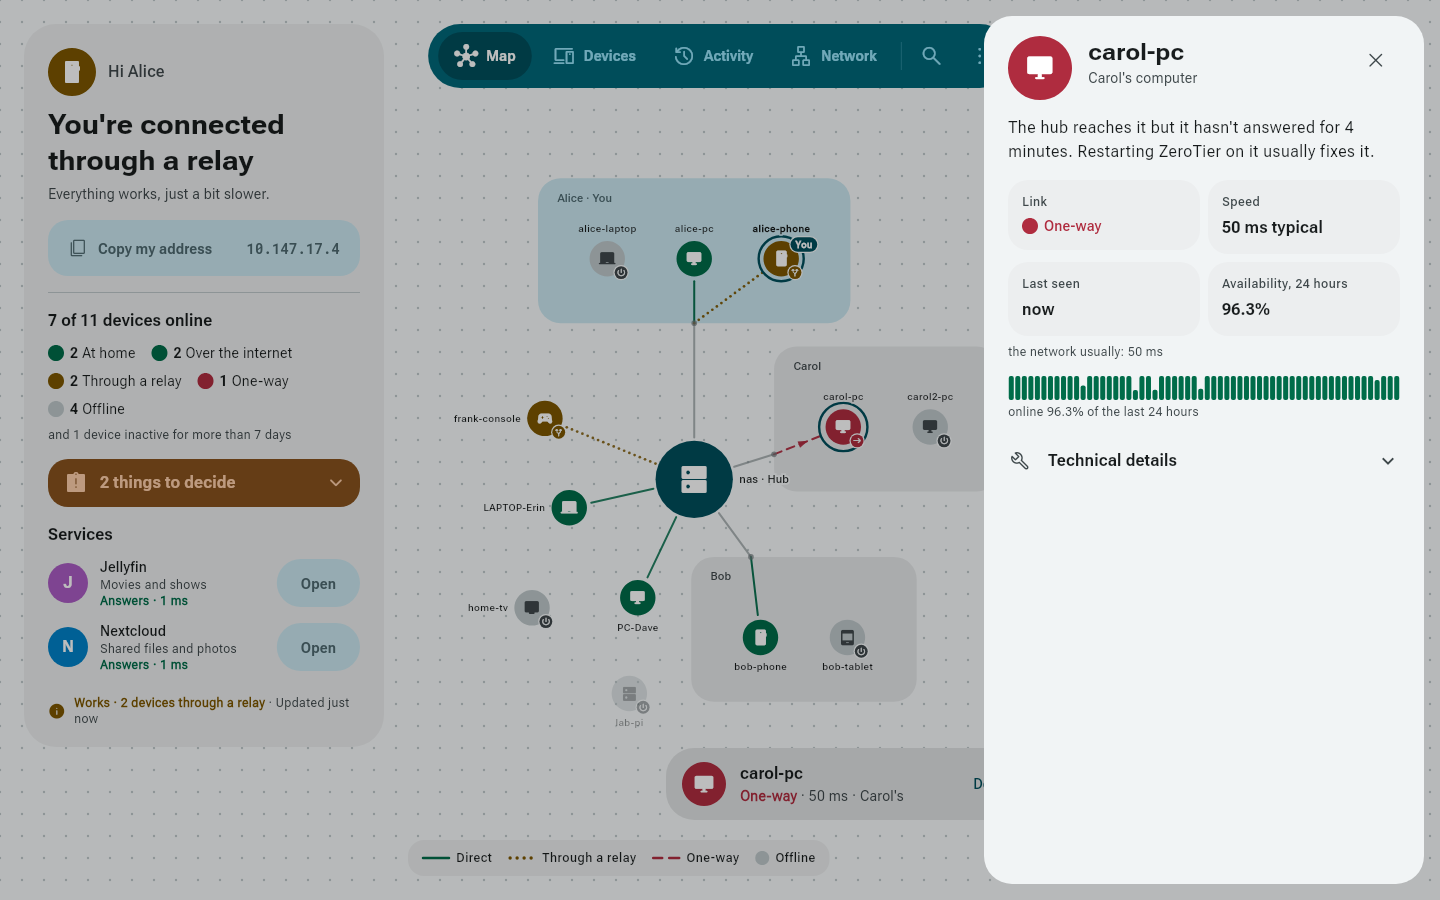 Hi Alice
You're connected
through a relay
Everything works, just a bit slower.
Copy my address 10.147.17.4
7 of 11 devices online
2 At home 2 Over the internet
2 Through a relay 1 One-way
4 Offline
and 1 device inactive for more than 7 days
2 things to decide
Services
J
Jellyfin
Movies and shows
Answers · 1 ms
Open
N
Nextcloud
Shared files and photos
Answers · 1 ms
Open
Works · 2 devices through a relay · Updated just
now
Map Devices Activity Network
Alice · You
alice-laptop alice-pc alice-phone
You
Carol
carol-pc carol2-pc
frank-console
nas · Hub
LAPTOP-Erin
Bob
home-tv
PC-Dave
bob-phone bob-tablet
lab-pi
carol-pc
One-way · 50 ms · Carol's
Direct Through a relay One-way Offline
carol-pc
Carol's computer
The hub reaches it but it hasn't answered for 4
minutes. Restarting ZeroTier on it usually fixes it.
Link
One-way
Speed
50 ms typical
Last seen
now
Availability, 24 hours
96.3%
the network usually: 50 ms
online 96.3% of the last 24 hours
Technical details